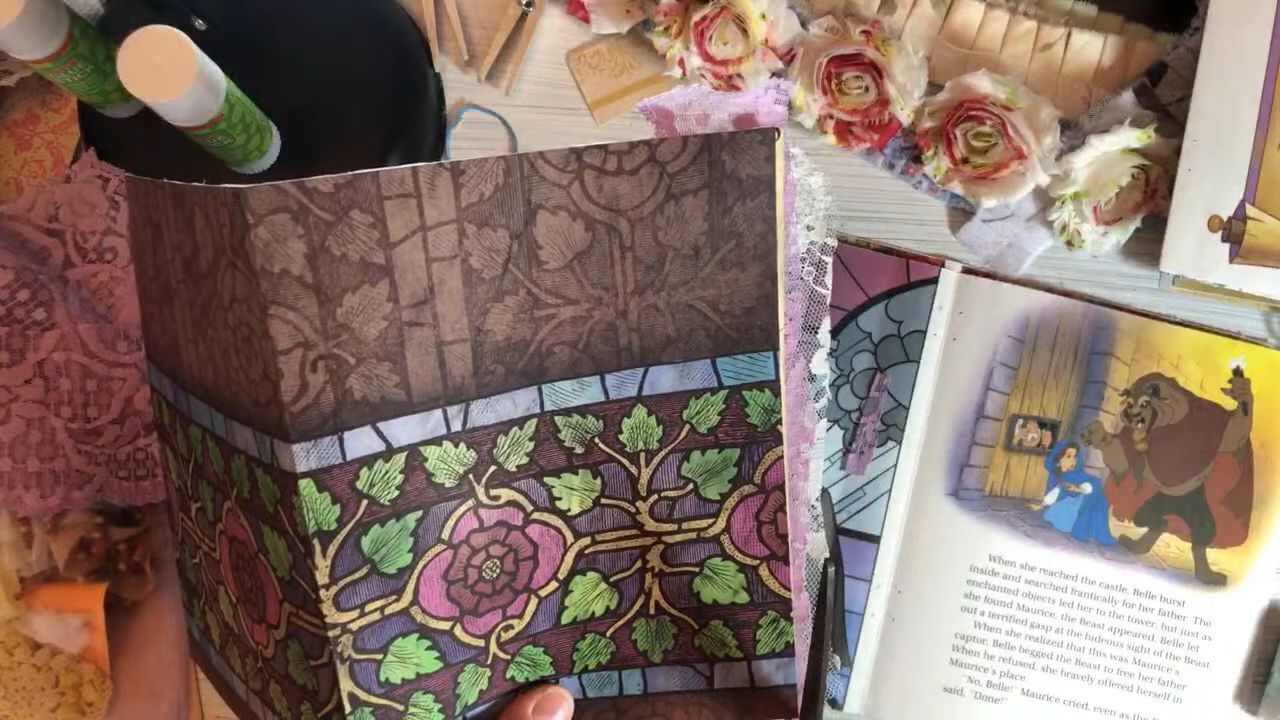 When she reached the castle, Belle burst
inside and searched frantically for her father. The
enchanted objects led her to the tower, but just as
she found Maurice, the Beast appeared. Belle let
out a terrified gasp at the hideous sight of the Beast
When she realized that this was Maurice's
captor, Belle begged the Beast to free her father
When he refused, she bravely offered herself in
Maurice's place.
"No, Belle!" Maurice cried, even as the
said, "Done!"